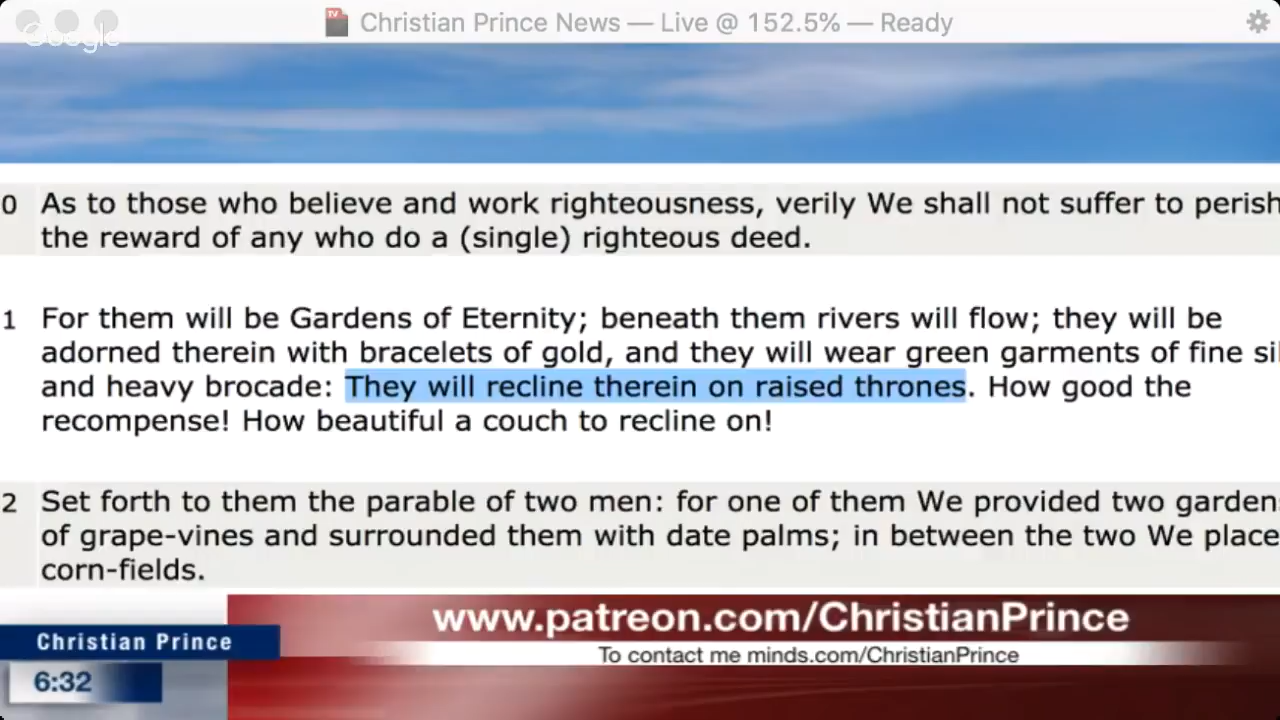 Google
Christian Prince News — Live @ 152.5% — Ready
0 As to those who believe and work righteousness, verily We shall not suffer to perish
the reward of any who do a (single) righteous deed.
1 For them will be Gardens of Eternity; beneath them rivers will flow; they will be
adorned therein with bracelets of gold, and they will wear green garments of fine sil
and heavy brocade: They will recline therein on raised thrones. How good the
recompense! How beautiful a couch to recline on!
2 Set forth to them the parable of two men: for one of them We provided two gardens
of grape-vines and surrounded them with date palms; in between the two We place
corn-fields.
www.patreon.com/ChristianPrince
Christian Prince
To contact me minds.com/ChristianPrince
6:32